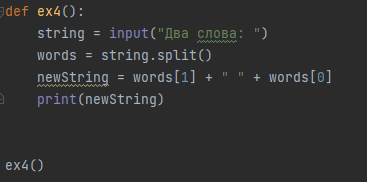 def ex4():
    string = input("Два слова: ")
    words = string.split()
    newString = words[1] + " " + words[0]
    print(newString)
ex4()